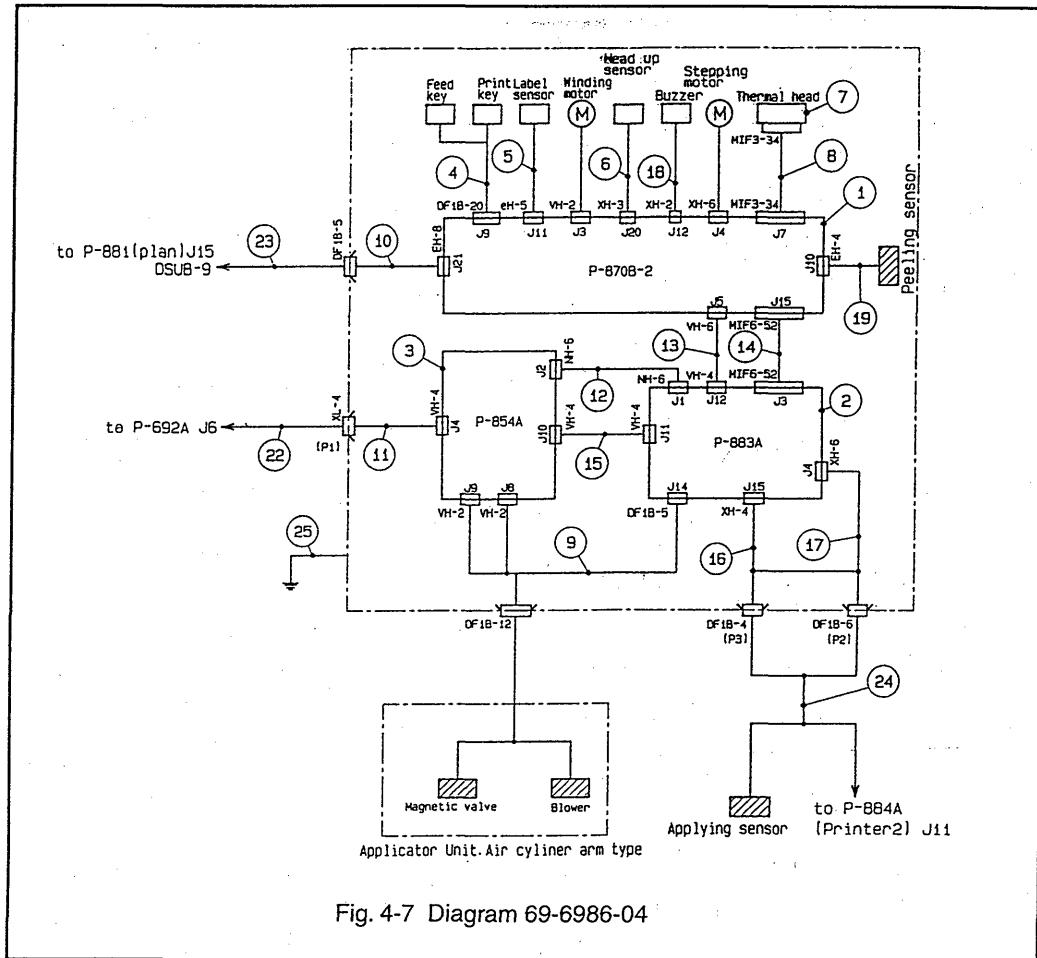 Head up
sensor
Feed
key
Print
key
Label
sensor
Winding
motor
Buzzer
Stepping
motor
Thermal head
7
MIF3-34
4
5
6
18
8
1
DF1B-20
eH-5
VH-2
XH-3
XH-2
XH-6
MIF3-34
J9
J11
J3
J20
J12
J4
J7
to P-881(plan)J15
DSUB-9
23
DF1B-5
10
EH-8
J21
P-870B-2
J10
EH-4
19
Peeling sensor
J5
VH-6
J15
MIF6-52
13
14
3
J2
NH-6
12
NH-6
J1
VH-4
J12
MIF6-52
J3
2
to P-692A J6
22
XL-4
(P1)
11
VH-4
J4
P-854A
J10
VH-4
15
VH-4
J11
P-883A
J4
XH-6
J9
VH-2
J8
VH-2
J14
DF1B-5
J15
XH-4
25
9
16
17
DF1B-12
DF1B-4
(P3)
DF1B-6
(P2)
24
Magnetic valve
Blower
Applicator Unit. Air cyliner arm type
Applying sensor
to P-884A
(Printer2) J11
Fig. 4-7 Diagram 69-6986-04